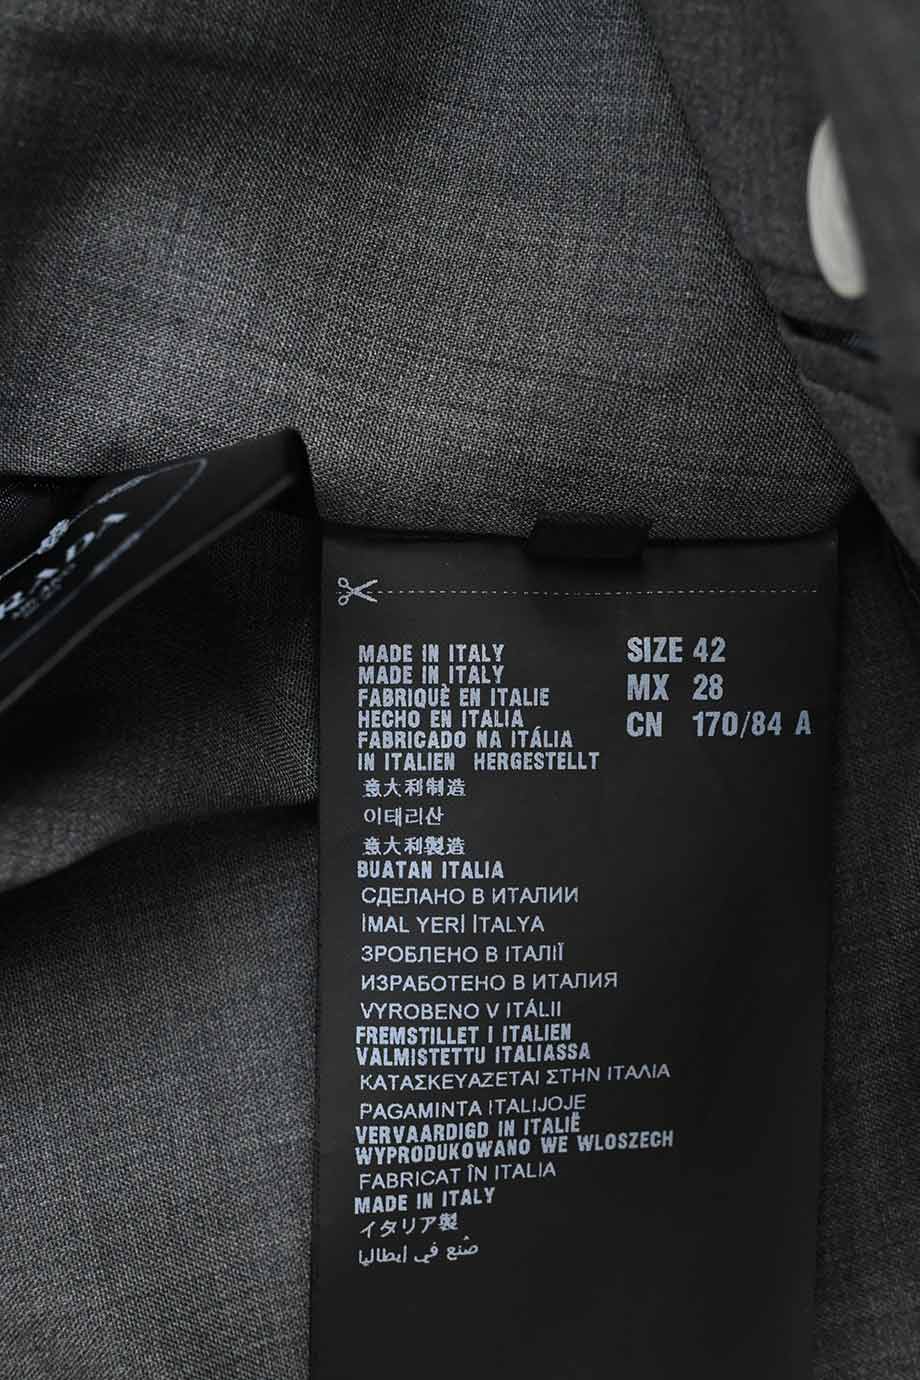 RADA
MADE IN ITALY
MADE IN ITALY
FABRIQUÈ EN ITALIE
HECHO EN ITALIA
FABRICADO NA ITÁLIA
IN ITALIEN HERGESTELLT
意大利制造
이태리산
意大利製造
BUATAN ITALIA
СДЕЛАНО В ИТАЛИИ
İMAL YERİ İTALYA
ЗРОБЛЕНО В ІТАЛІЇ
ИЗРАБОТЕНО В ИТАЛИЯ
VYROBENO V ITÁLII
FREMSTILLET I ITALIEN
VALMISTETTU ITALIASSA
ΚΑΤΑΣΚΕΥΑΖΕΤΑΙ ΣΤΗΝ ΙΤΑΛΙΑ
PAGAMINTA ITALIJOJE
VERVAARDIGD IN ITALIË
WYPRODUKOWANO WE WLOSZECH
FABRICAT ÎN ITALIA
MADE IN ITALY
イタリア製
صُنع في إيطاليا
SIZE 42
MX 28
CN 170/84 A